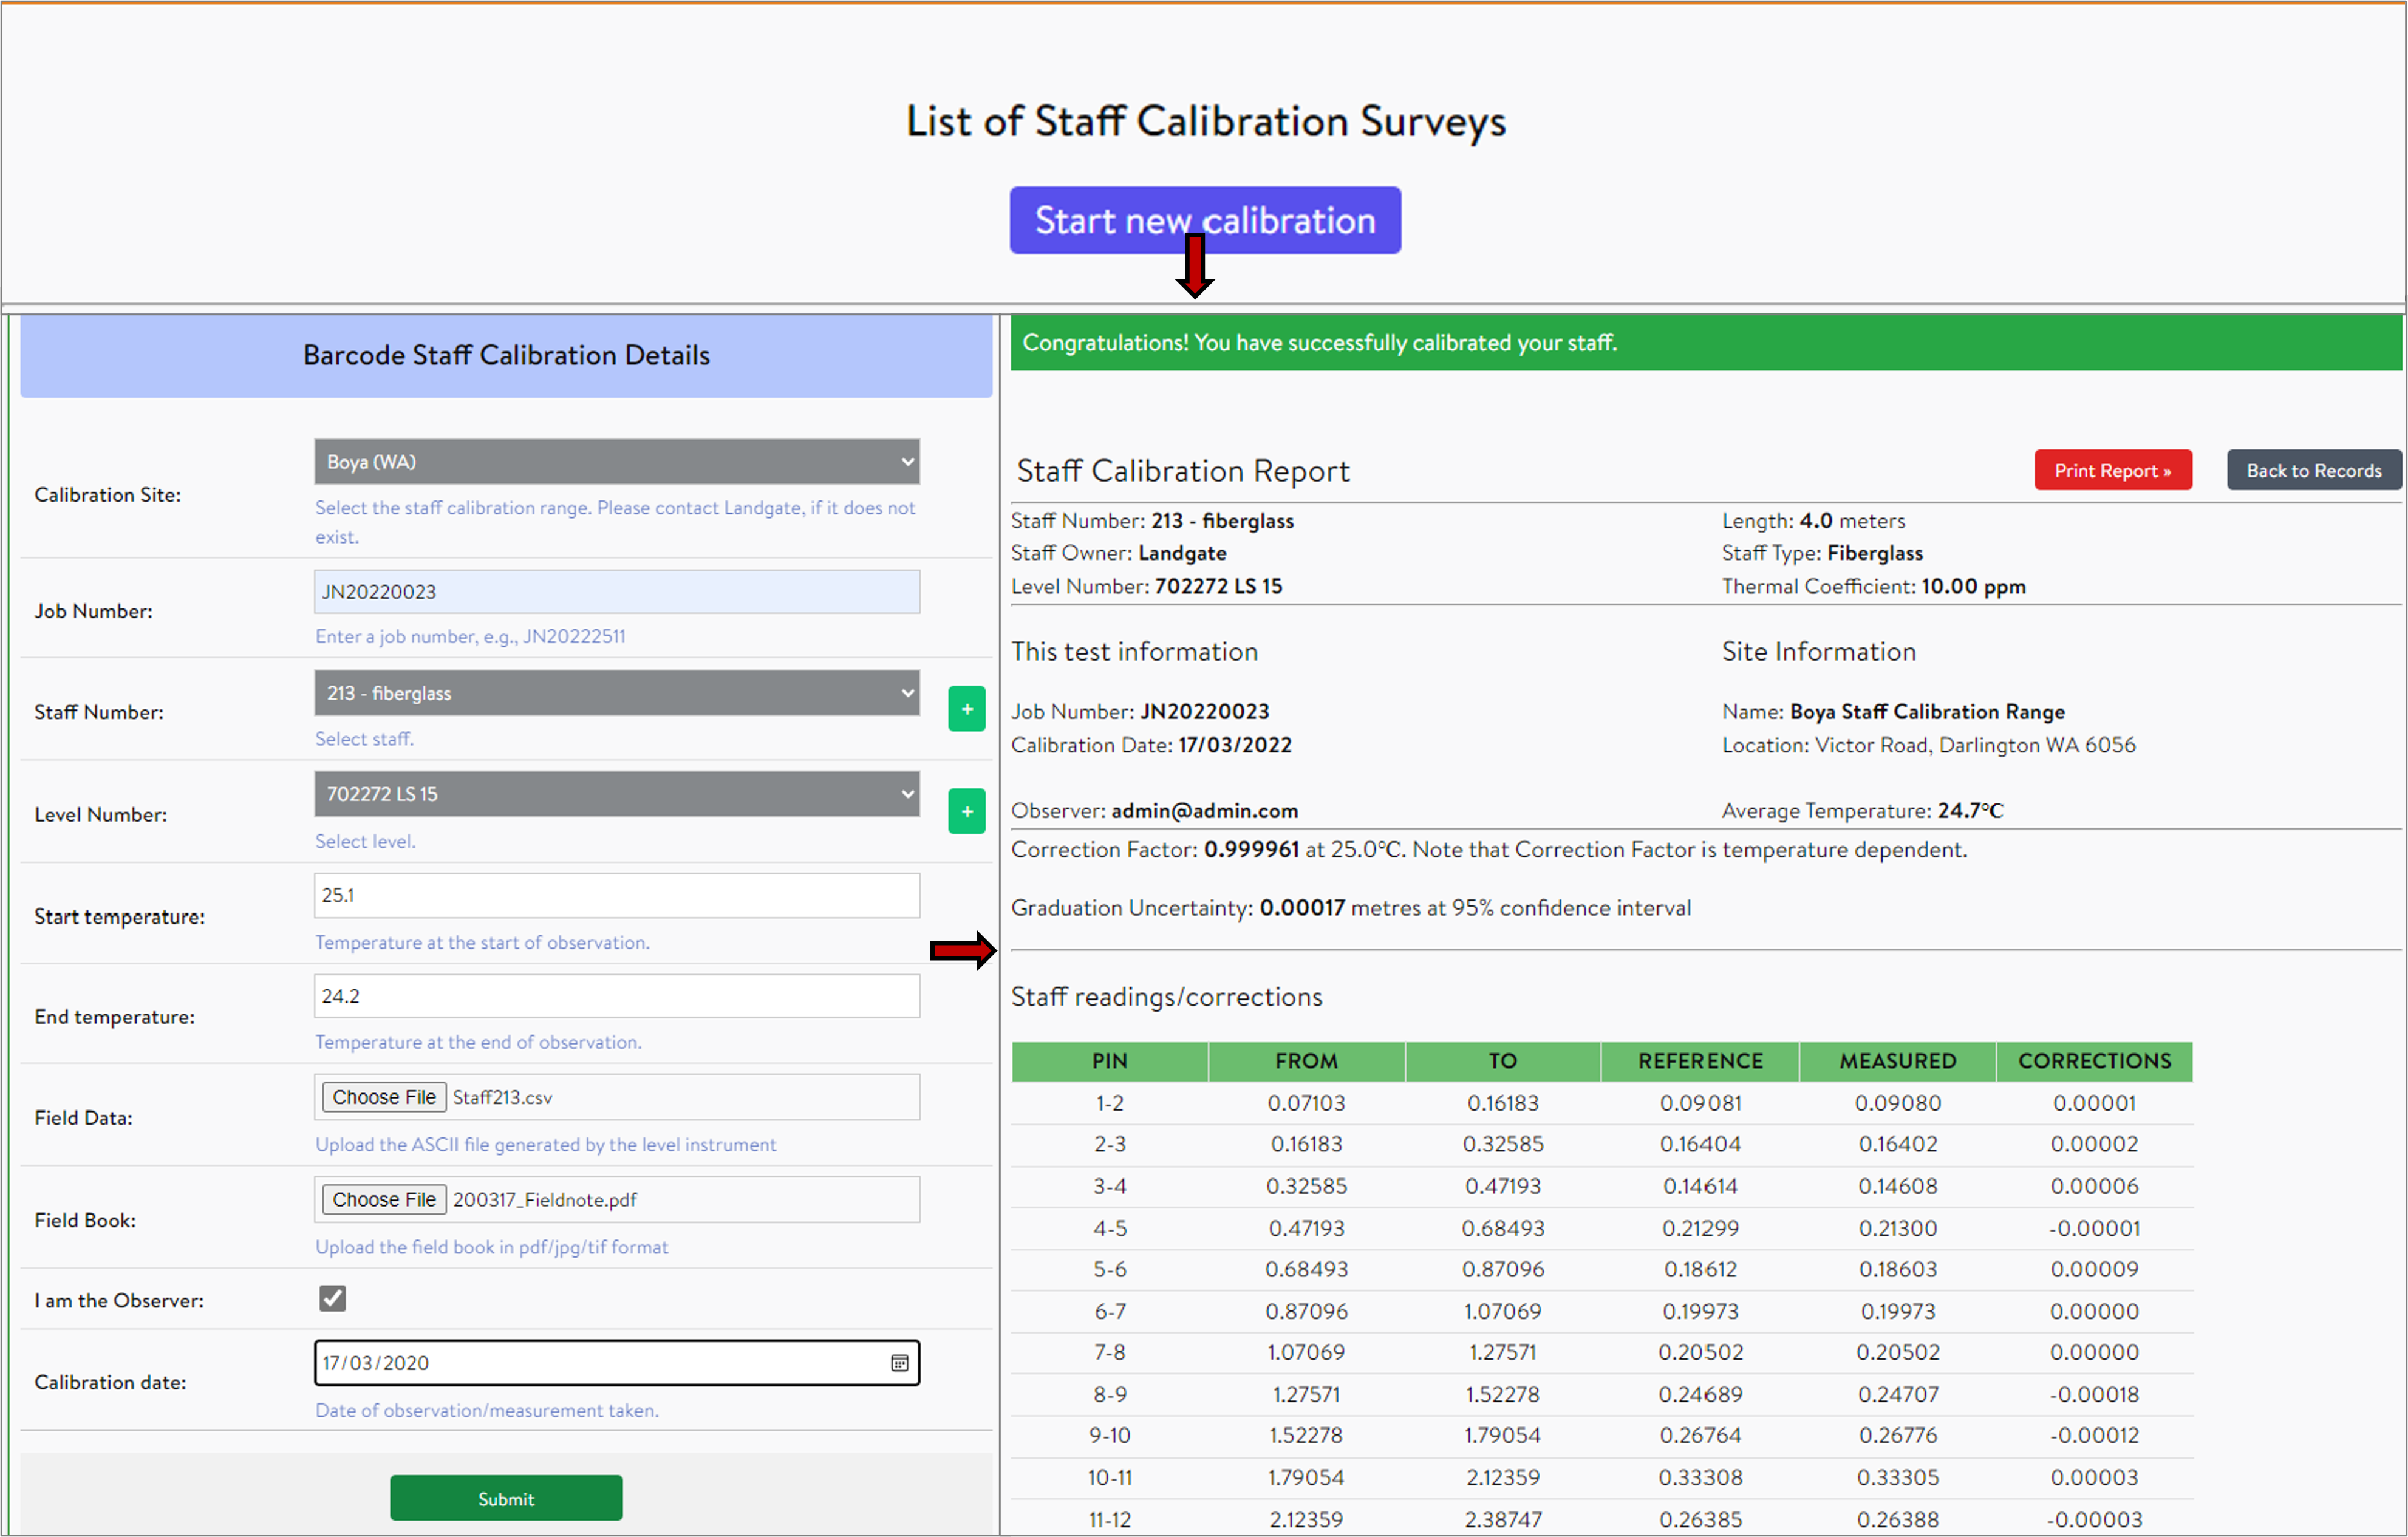 List of Staff Calibration Surveys
Start new calibration
Barcode Staff Calibration Details
Calibration Site:
Boya (WA)
Select the staff calibration range. Please contact Landgate, if it does not
exist.
Job Number:
JN20220023
Enter a job number, e.g., JN20222511
Staff Number:
213 - fiberglass
+
Select staff.
Level Number:
702272 LS 15
+
Select level.
Start temperature:
25.1
Temperature at the start of observation.
End temperature:
24.2
Temperature at the end of observation.
Field Data:
Choose File Staff213.csv
Upload the ASCII file generated by the level instrument
Field Book:
Choose File 200317_Fieldnote.pdf
Upload the field book in pdf/jpg/tif format
I am the Observer:
Calibration date:
17/03/2020
Date of observation/measurement taken.
Submit
Congratulations! You have successfully calibrated your staff.
Staff Calibration Report
Print Report »
Back to Records
Staff Number: 213 - fiberglass
Length: 4.0 meters
Staff Owner: Landgate
Staff Type: Fiberglass
Level Number: 702272 LS 15
Thermal Coefficient: 10.00 ppm
This test information
Site Information
Job Number: JN20220023
Name: Boya Staff Calibration Range
Calibration Date: 17/03/2022
Location: Victor Road, Darlington WA 6056
Observer: admin@admin.com
Average Temperature: 24.7°C
Correction Factor: 0.999961 at 25.0°C. Note that Correction Factor is temperature dependent.
Graduation Uncertainty: 0.00017 metres at 95% confidence interval
Staff readings/corrections
PIN FROM TO REFERENCE MEASURED CORRECTIONS
1-2 0.07103 0.16183 0.09081 0.09080 0.00001
2-3 0.16183 0.32585 0.16404 0.16402 0.00002
3-4 0.32585 0.47193 0.14614 0.14608 0.00006
4-5 0.47193 0.68493 0.21299 0.21300 -0.00001
5-6 0.68493 0.87096 0.18612 0.18603 0.00009
6-7 0.87096 1.07069 0.19973 0.19973 0.00000
7-8 1.07069 1.27571 0.20502 0.20502 0.00000
8-9 1.27571 1.52278 0.24689 0.24707 -0.00018
9-10 1.52278 1.79054 0.26764 0.26776 -0.00012
10-11 1.79054 2.12359 0.33308 0.33305 0.00003
11-12 2.12359 2.38747 0.26385 0.26388 -0.00003